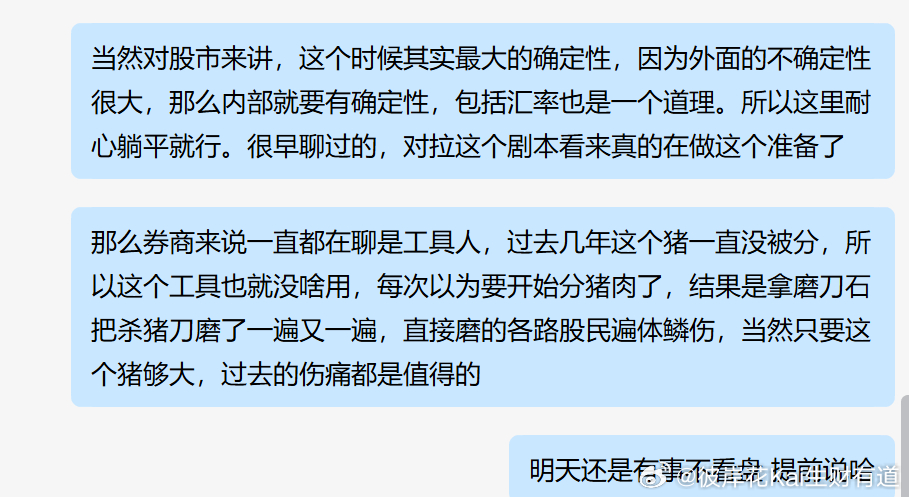 当然对股市来讲，这个时候其实最大的确定性，因为外面的不确定性
很大，那么内部就要有确定性，包括汇率也是一个道理。所以这里耐
心躺平就行。很早聊过的，对拉这个剧本看来真的在做这个准备了
那么券商来说一直都在聊是工具人，过去几年这个猪一直没被分，所
以这个工具也就没啥用，每次以为要开始分猪肉了，结果是拿磨刀石
把杀猪刀磨了一遍又一遍，直接磨的各路股民遍体鳞伤，当然只要这
个猪够大，过去的伤痛都是值得的
明天还是有事不看盘 提前说哈
@彼岸花Kai生财有道